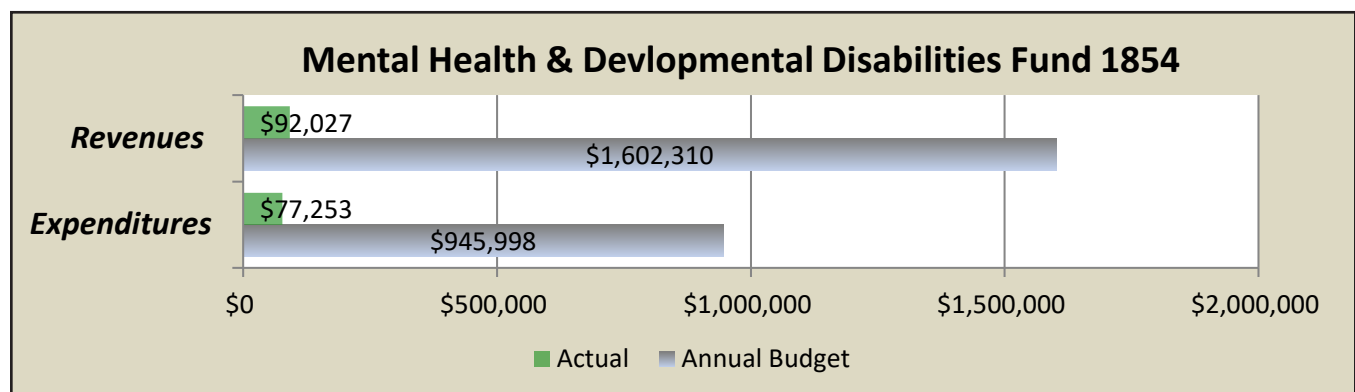 Mental Health & Devlopmental Disabilities Fund 1854
Revenues
$92,027
$1,602,310
Expenditures
$77,253
$945,998
$0 $500,000 $1,000,000 $1,500,000 $2,000,000
Actual Annual Budget